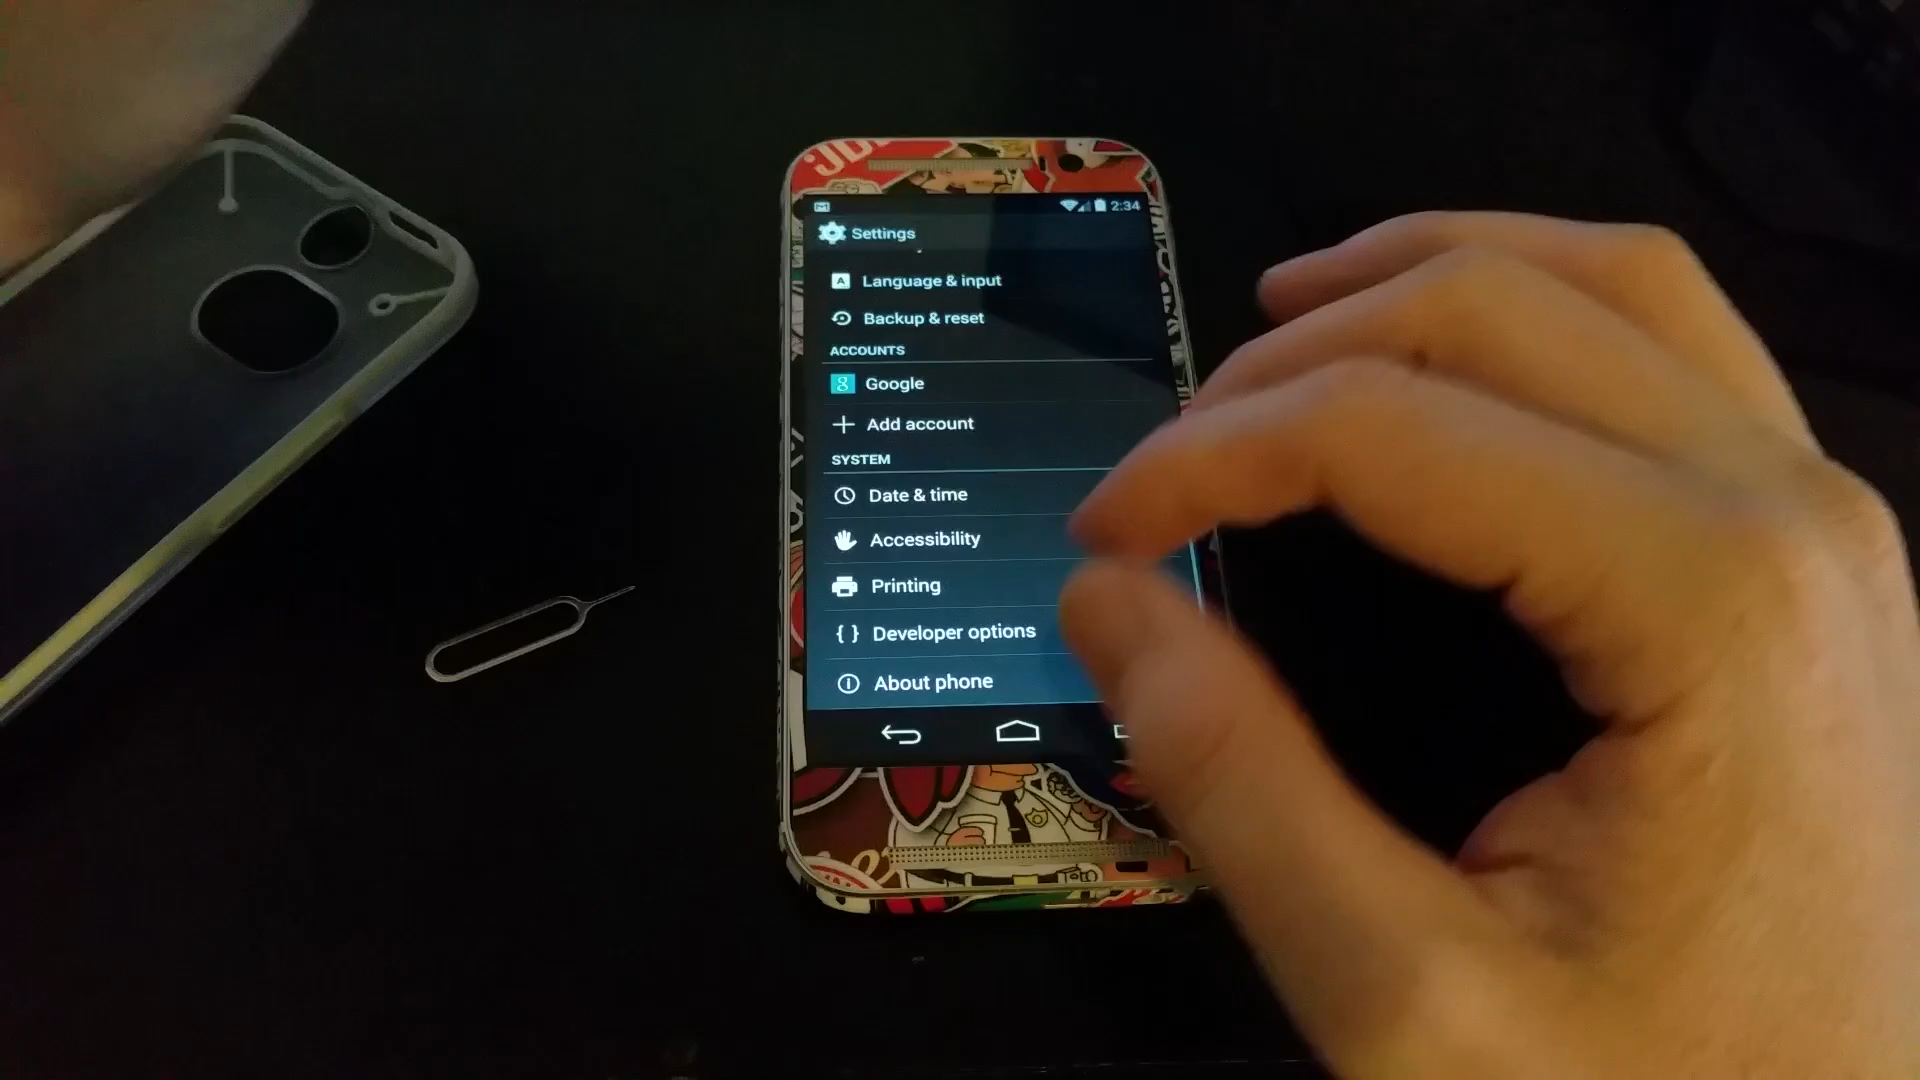 2:34
Settings
Language & input
Backup & reset
ACCOUNTS
Google
Add account
SYSTEM
Date & time
Accessibility
Printing
{ } Developer options
About phone